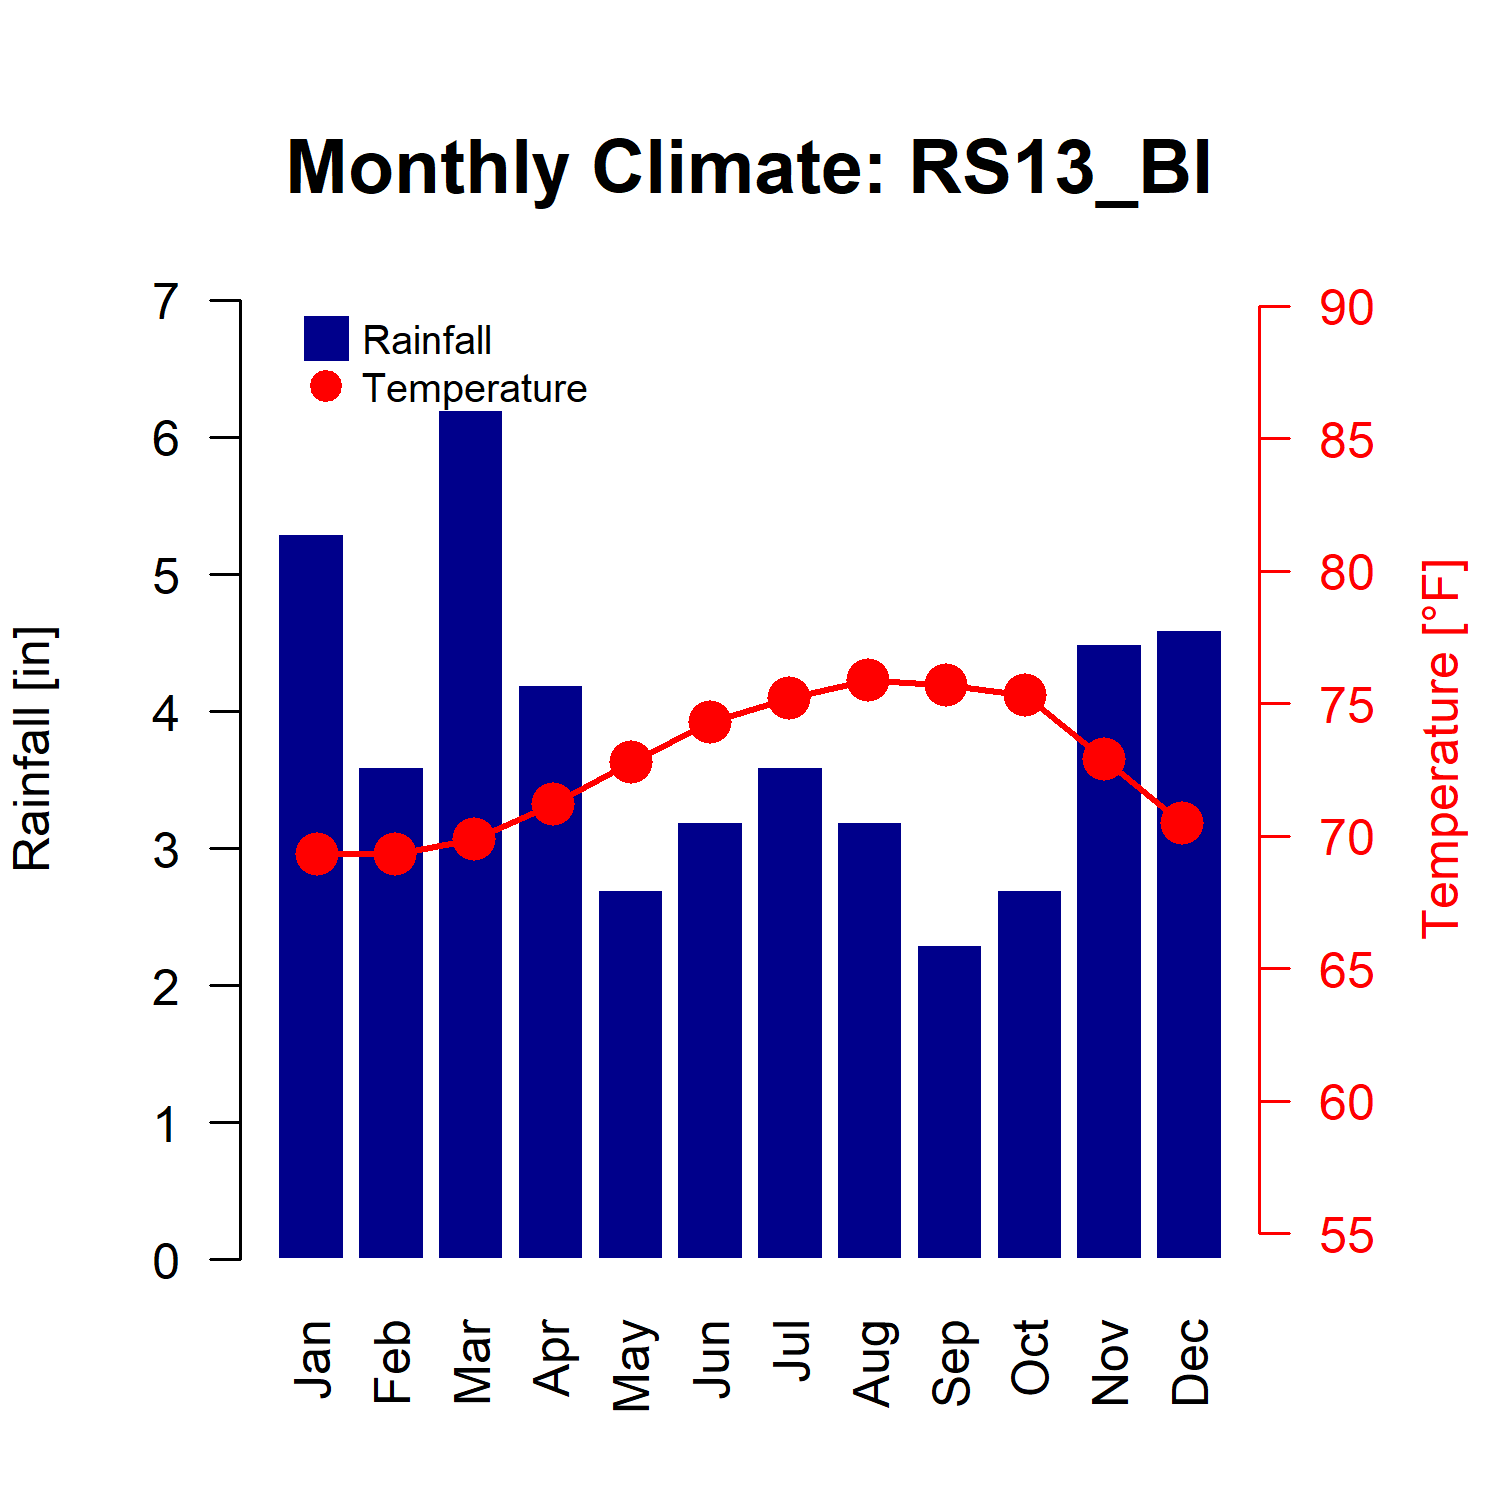 Monthly Climate: RS13_BI
Rainfall
Temperature
7
6
5
4
3
2
1
0
Rainfall [in]
90
85
80
75
70
65
60
55
Temperature [°F]
Jan
Feb
Mar
Apr
May
Jun
Jul
Aug
Sep
Oct
Nov
Dec